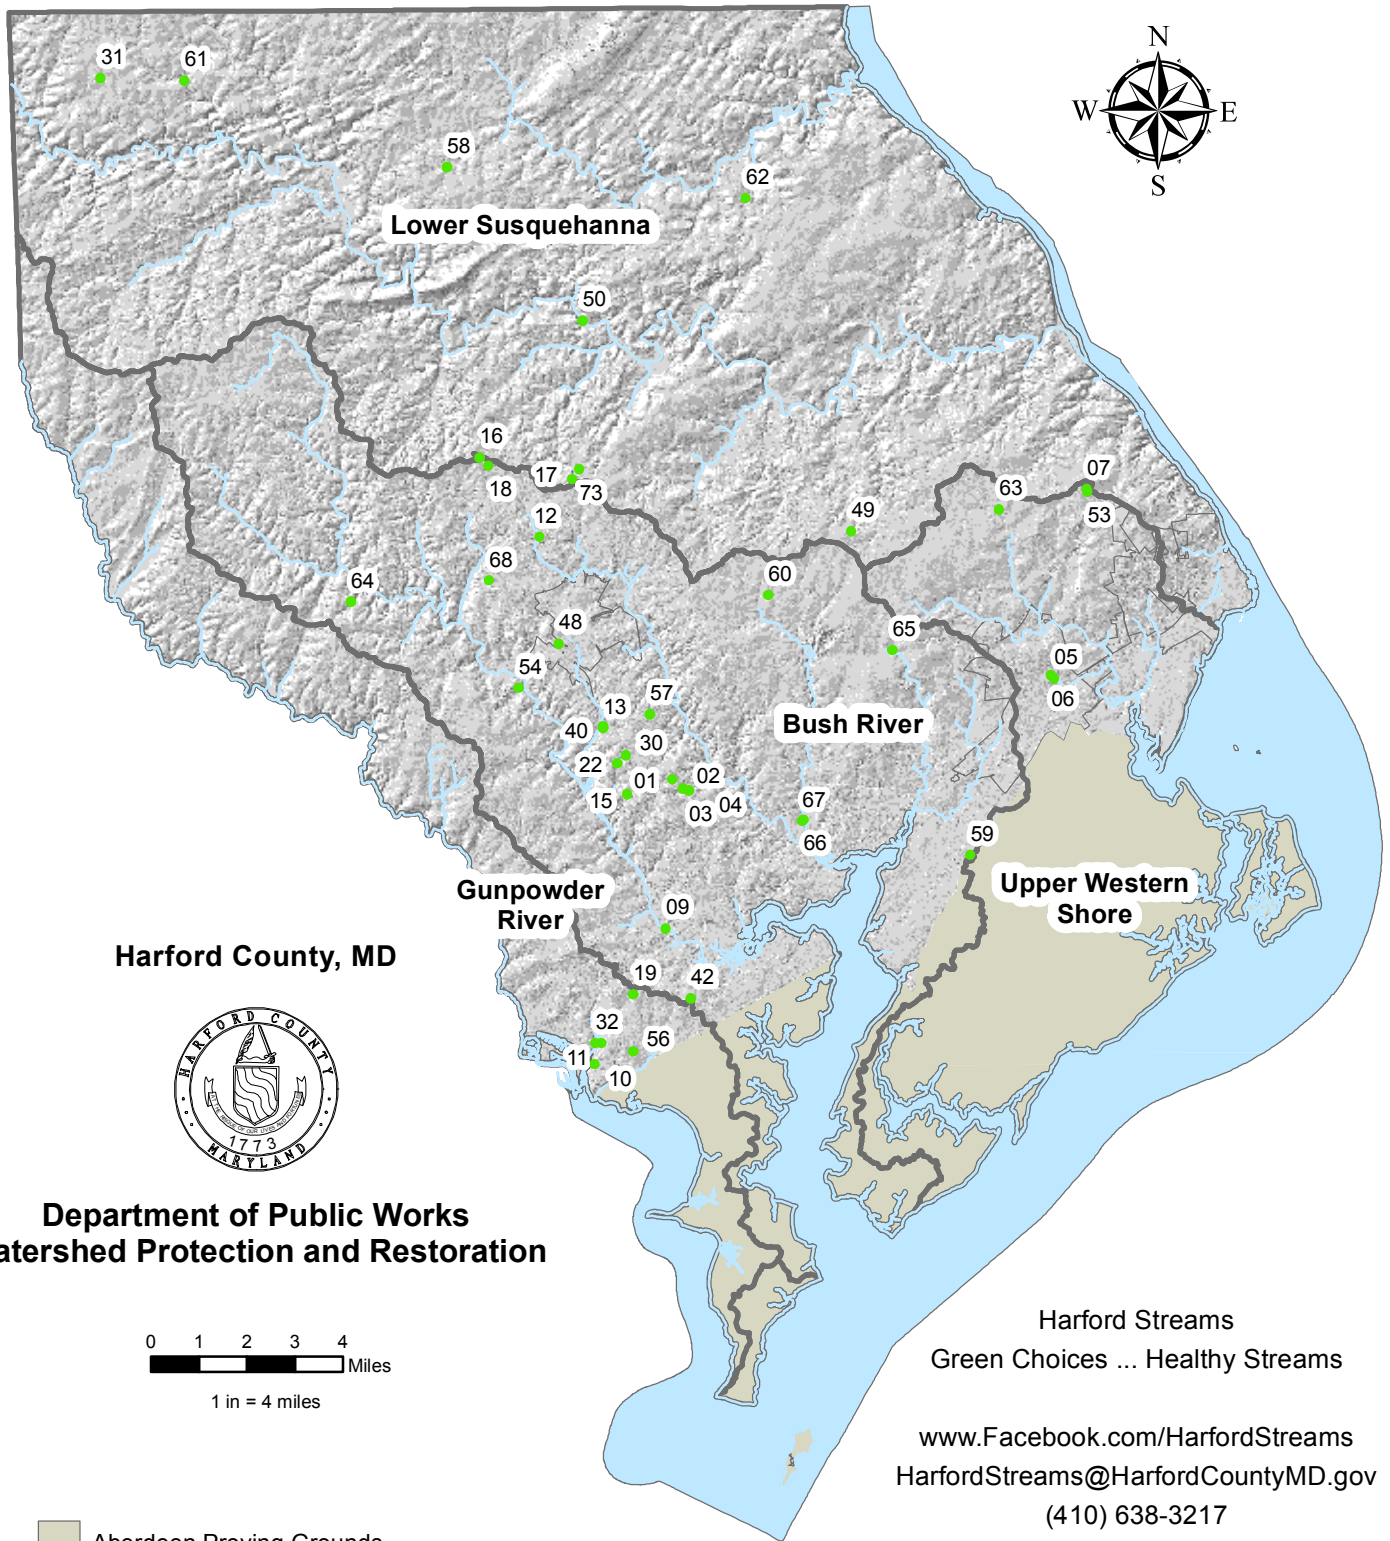 N
W E
S
31
61
58
62
Lower Susquehanna
50
16
17
18
73
12
07
63
53
49
68
60
64
48
65
54
05
06
57
13
40
Bush River
30
22
01
02
15
03
04
67
66
59
Gunpowder
River
Upper Western
Shore
09
19
42
32
56
11
10
Harford County, MD
HARFORD COUNTY
1773
MARYLAND
Department of Public Works
atershed Protection and Restoration
0 1 2 3 4
Miles
1 in = 4 miles
Harford Streams
Green Choices ... Healthy Streams
www.Facebook.com/HarfordStreams
HarfordStreams@HarfordCountyMD.gov
(410) 638-3217
Aberdeen Proving Grounds